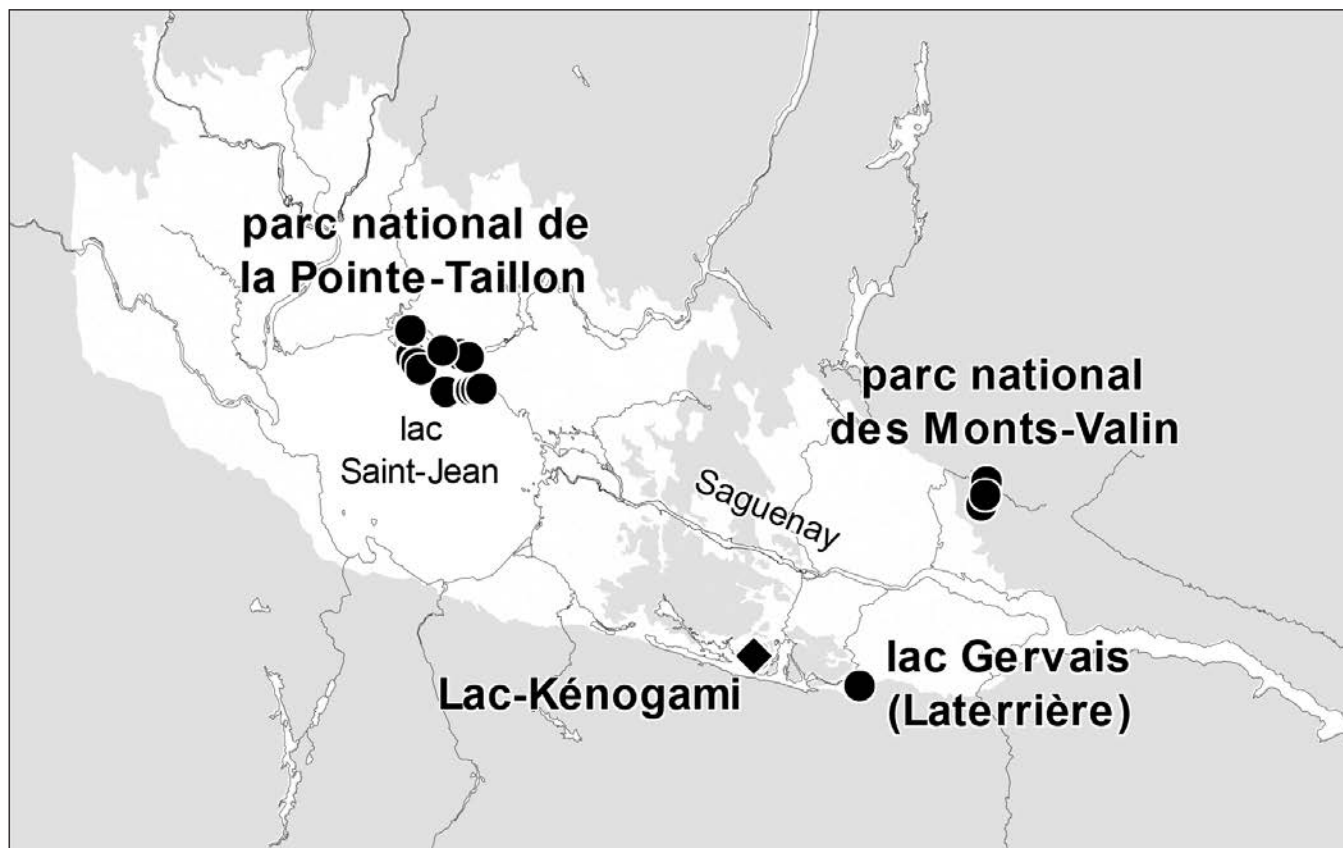 parc national de
la Pointe-Taillon
parc national
des Monts-Valin
lac
Saint-Jean
Saguenay
lac Gervais
(Laterrière)
Lac-Kénogami